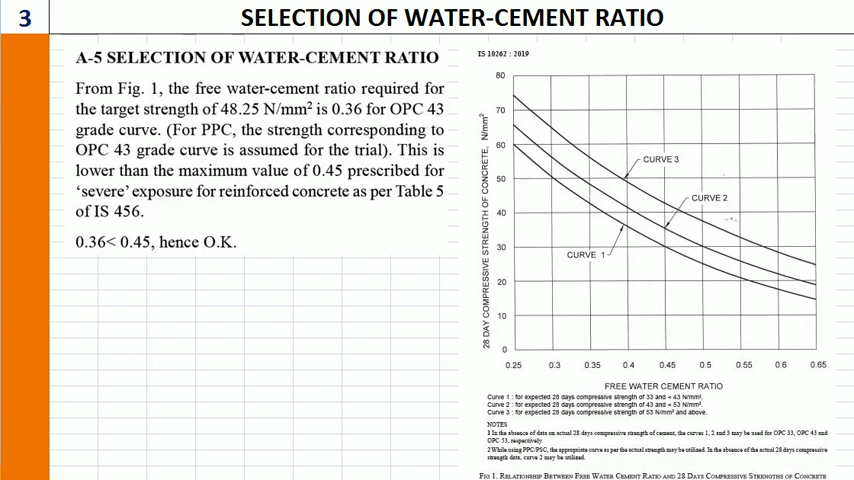 3
SELECTION OF WATER-CEMENT RATIO
A-5 SELECTION OF WATER-CEMENT RATIO
From Fig. 1, the free water-cement ratio required for
the target strength of 48.25 N/mm² is 0.36 for OPC 43
grade curve. (For PPC, the strength corresponding to
OPC 43 grade curve is assumed for the trial). This is
lower than the maximum value of 0.45 prescribed for
‘severe’ exposure for reinforced concrete as per Table 5
of IS 456.
0.36< 0.45, hence O.K.
IS 10262 : 2019
28 DAY COMPRESSIVE STRENGTH OF CONCRETE, N/mm²
80
70
60
50
40
30
20
10
0
CURVE 3
CURVE 2
CURVE 1
0.25 0.3 0.35 0.4 0.45 0.5 0.55 0.6 0.65
FREE WATER CEMENT RATIO
Curve 1 : for expected 28 days compressive strength of 33 and < 43 N/mm².
Curve 2 : for expected 28 days compressive strength of 43 and < 53 N/mm².
Curve 3 : for expected 28 days compressive strength of 53 N/mm² and above.
NOTES
1 In the absence of data on actual 28 days compressive strength of cement, the curves 1, 2 and 3 may be used for OPC 33, OPC 43 and
OPC 53, respectively.
2 While using PPC/PSC, the appropriate curve as per the actual strength may be utilized. In the absence of the actual 28 days compressive
strength data, curve 2 may be utilized.
FIG 1. RELATIONSHIP BETWEEN FREE WATER CEMENT RATIO AND 28 DAYS COMPRESSIVE STRENGTHS OF CONCRETE